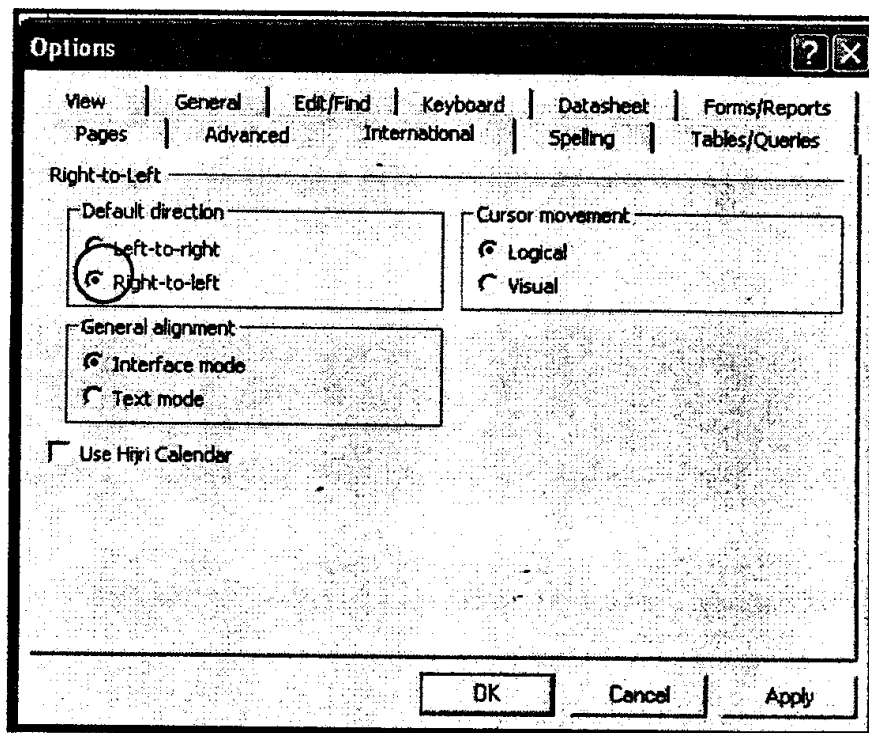 Options
View General Edit/Find Keyboard Datasheet Forms/Reports
Pages Advanced International Spelling Tables/Queries
Right-to-Left
Default direction
Left-to-right
Right-to-left
Cursor movement
Logical
Visual
General alignment
Interface mode
Text mode
Use Hijri Calendar
OK Cancel Apply